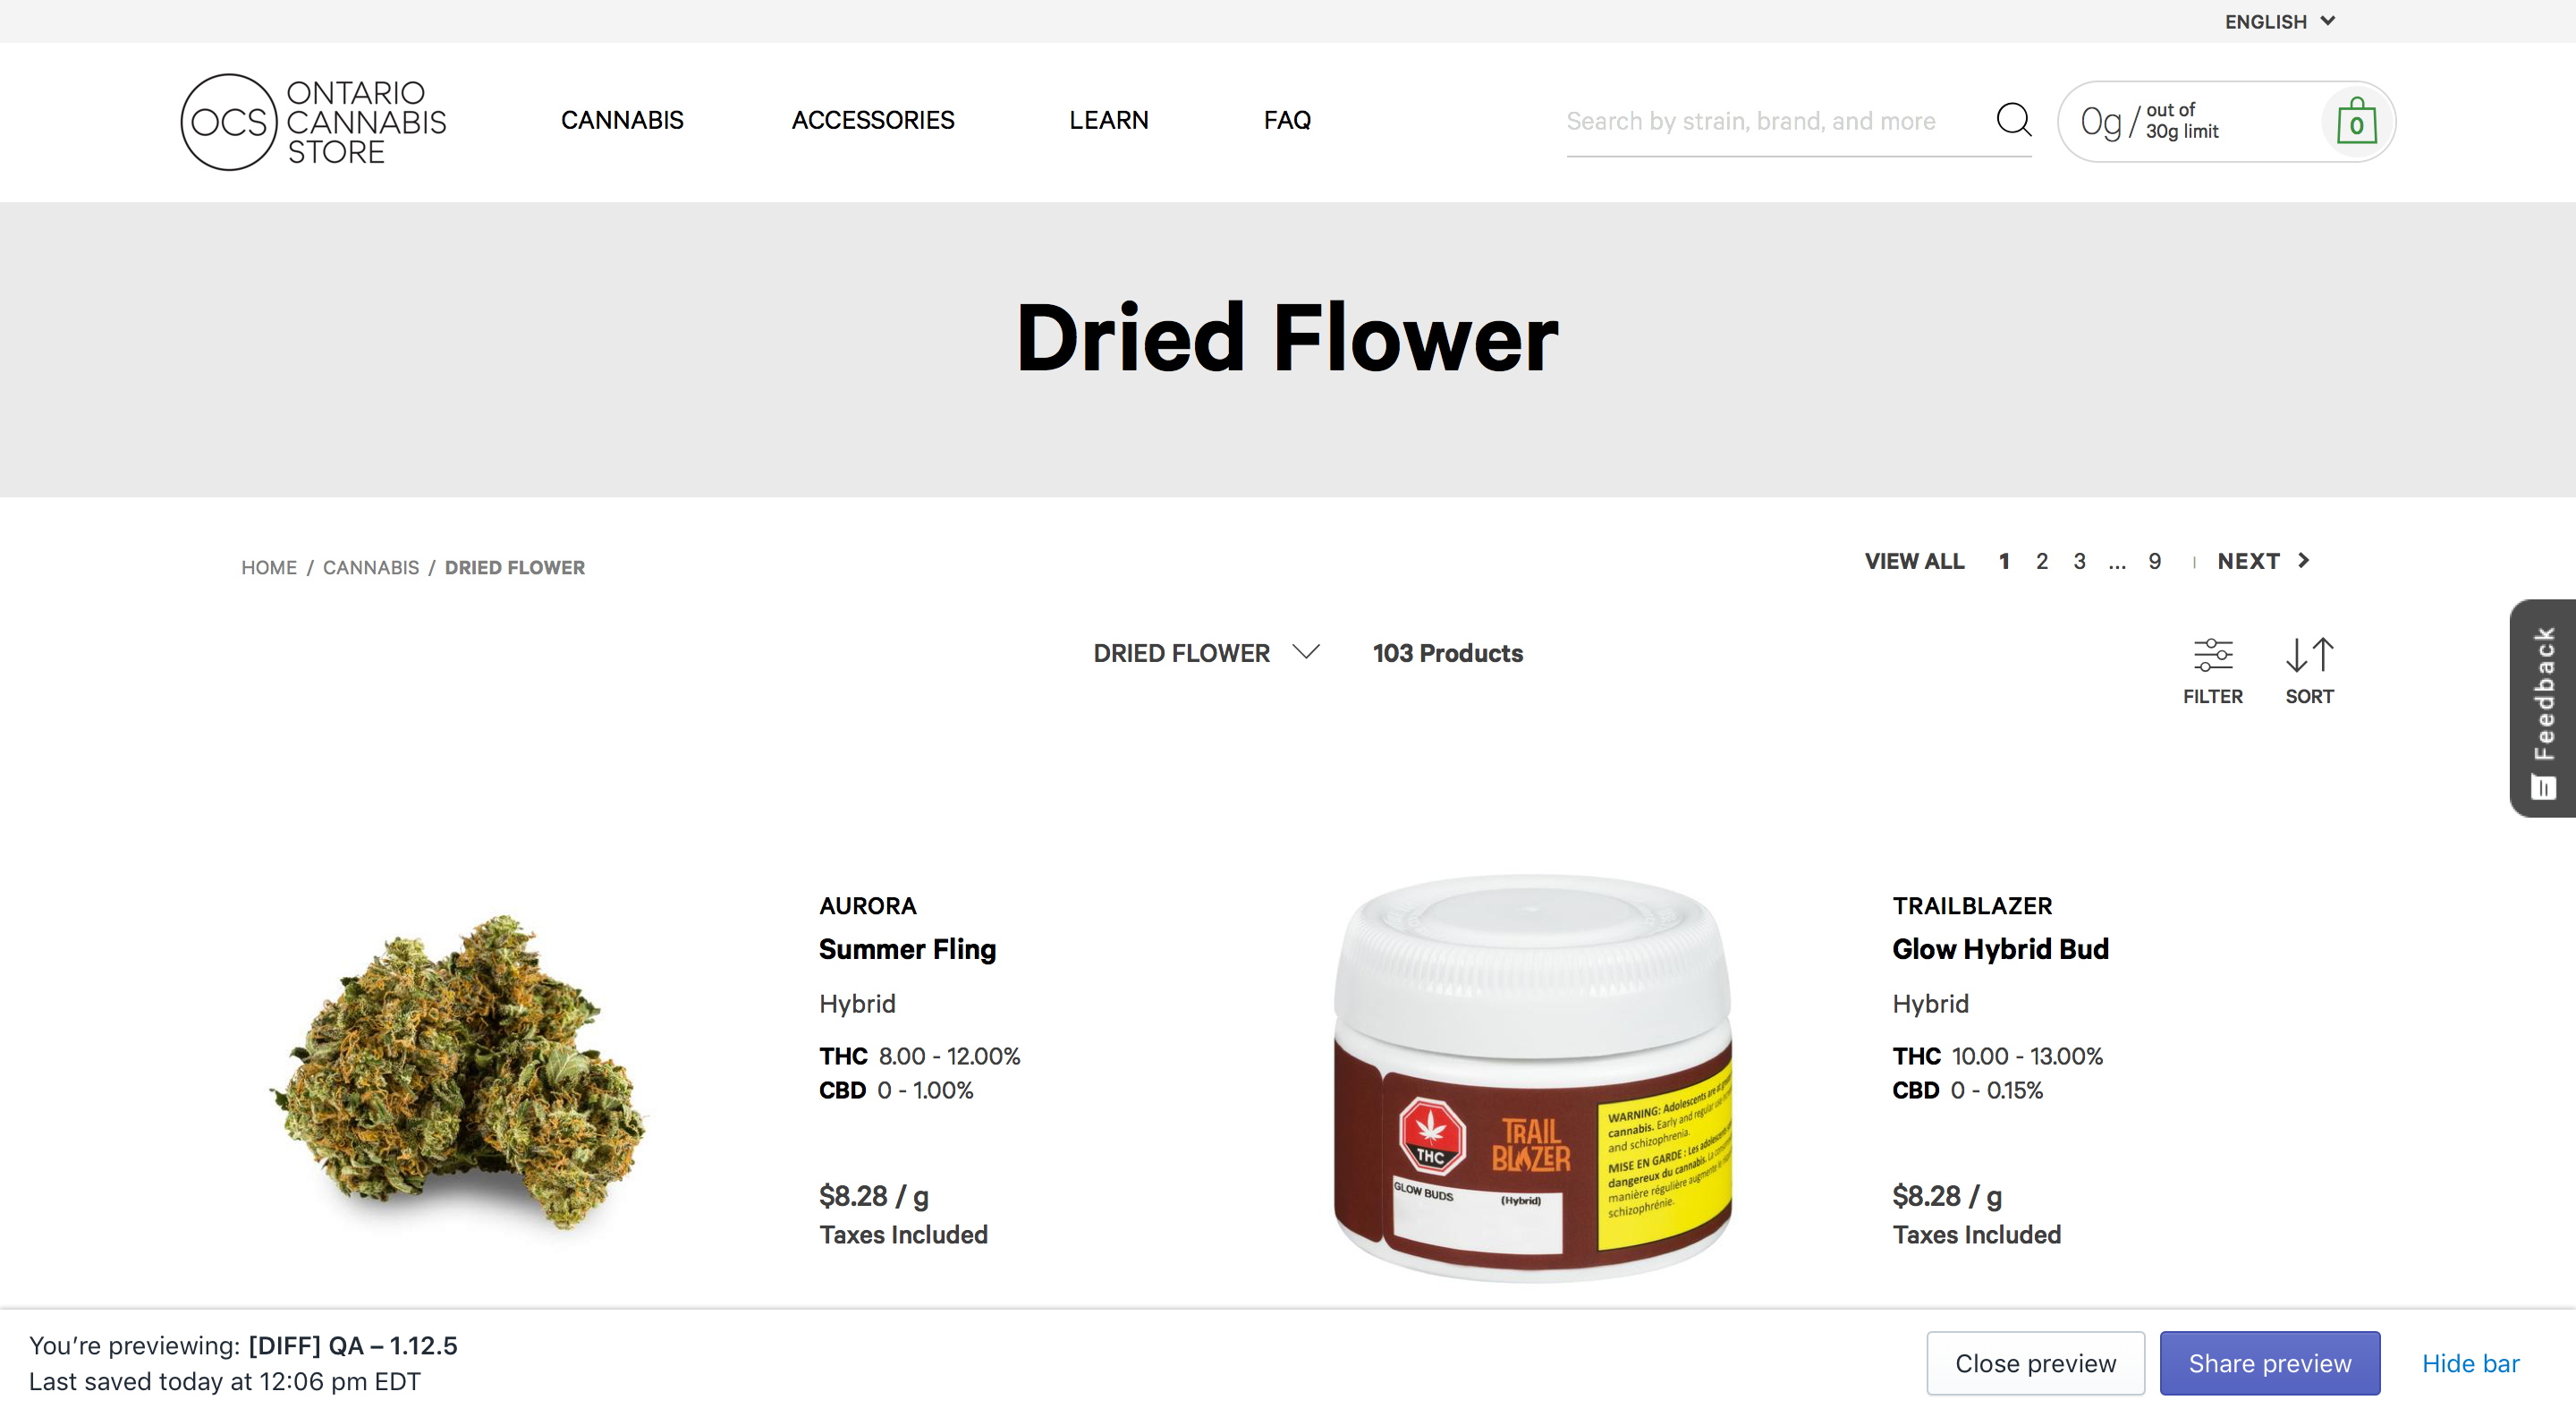 ENGLISH
OCS
ONTARIO
CANNABIS
STORE
CANNABIS
ACCESSORIES
LEARN
FAQ
Search by strain, brand, and more
0g / out of
30g limit
0
Dried Flower
HOME / CANNABIS / DRIED FLOWER
VIEW ALL 1 2 3 ... 9 | NEXT >
DRIED FLOWER
103 Products
FILTER
SORT
Feedback
AURORA
Summer Fling
Hybrid
THC 8.00 - 12.00%
CBD 0 - 1.00%
$8.28 / g
Taxes Included
THC
TRAIL
BLAZER
GLOW BUDS (Hybrid)
WARNING: Adolescents are at
cannabis. Early and regular use
and schizophrenia.
MISE EN GARDE : Les adolescents
dangereux du cannabis. La
manière régulière augmente le
schizophrénie.
TRAILBLAZER
Glow Hybrid Bud
Hybrid
THC 10.00 - 13.00%
CBD 0 - 0.15%
$8.28 / g
Taxes Included
You're previewing: [DIFF] QA – 1.12.5
Last saved today at 12:06 pm EDT
Close preview
Share preview
Hide bar